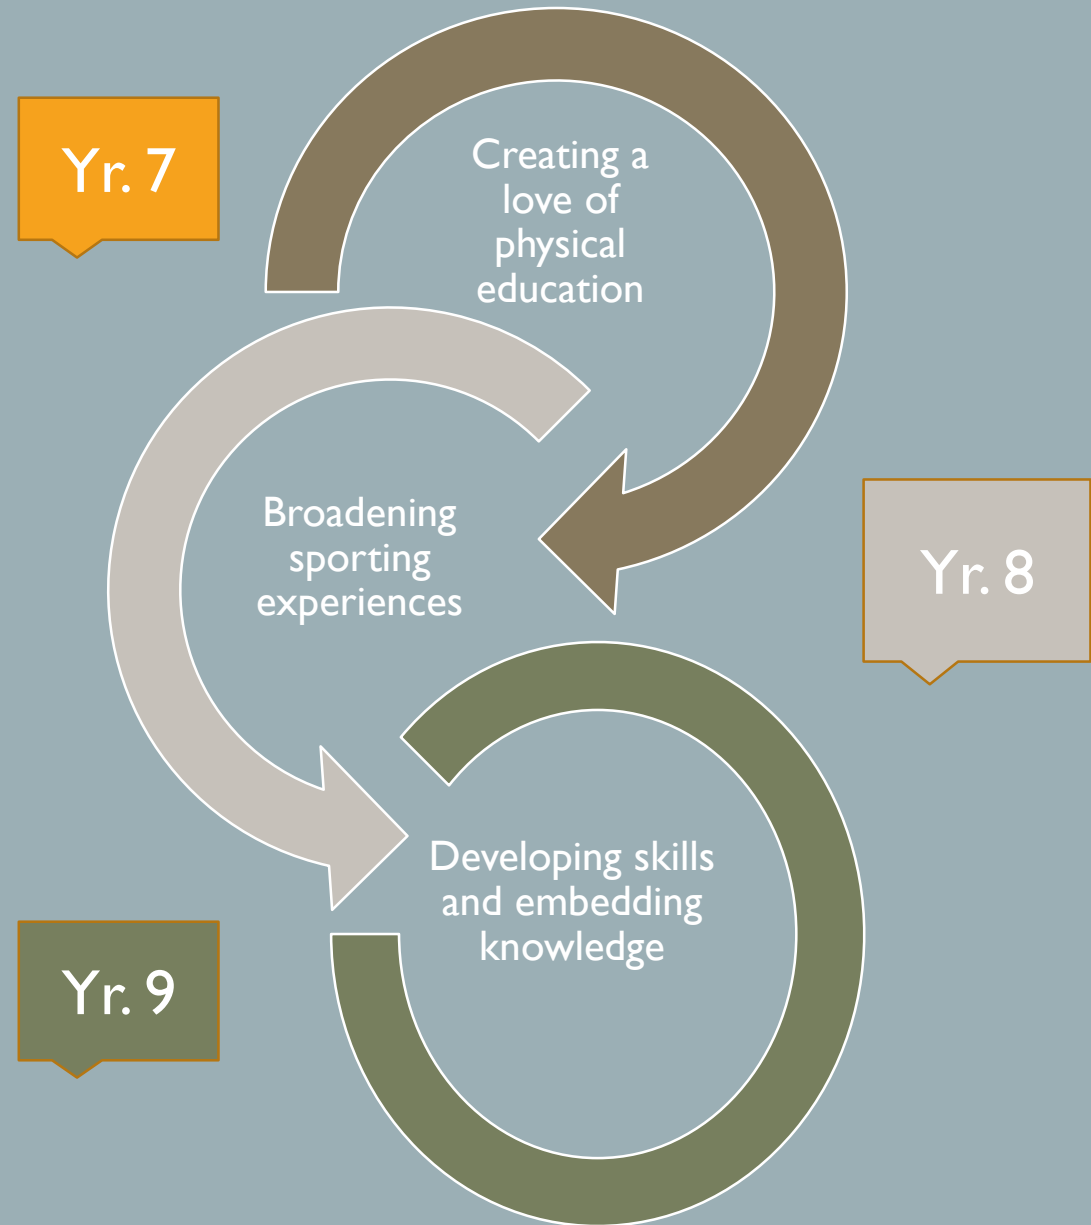 Yr. 7
Creating a
love of
physical
education
Broadening
sporting
experiences
Yr. 8
Developing skills
and embedding
knowledge
Yr. 9